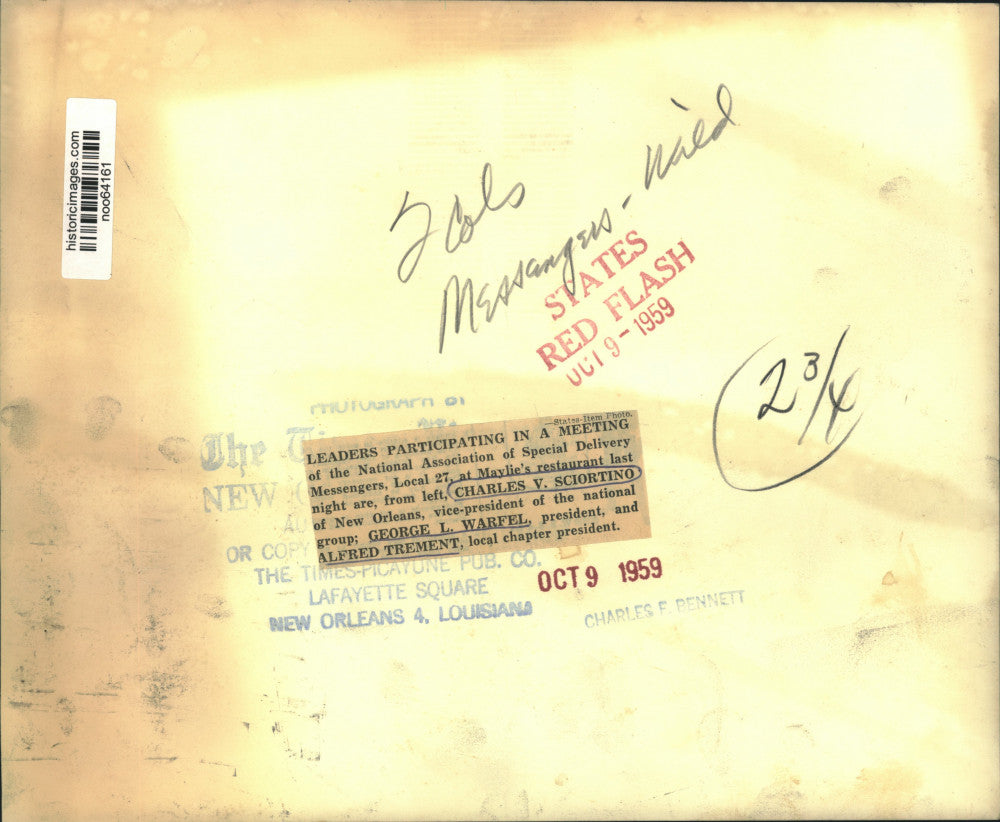 historicimages.com
noo64161
2 Cols
Messangers - Wild
STATES
RED FLASH
OCT 9 - 1959
2 3/4
PHOTOGRAPH BY
The
NEW
OR COPY
THE TIMES-PICAYUNE PUB. CO.
LAFAYETTE SQUARE
NEW ORLEANS 4, LOUISIANA
—States-Item Photo.
LEADERS PARTICIPATING IN A MEETING
of the National Association of Special Delivery
Messengers, Local 27, at Maylie's restaurant last
night are, from left, CHARLES V. SCIORTINO
of New Orleans, vice-president of the national
group; GEORGE L. WARFEL, president, and
ALFRED TREMENT, local chapter president.
OCT 9 1959
CHARLES F. BENNETT